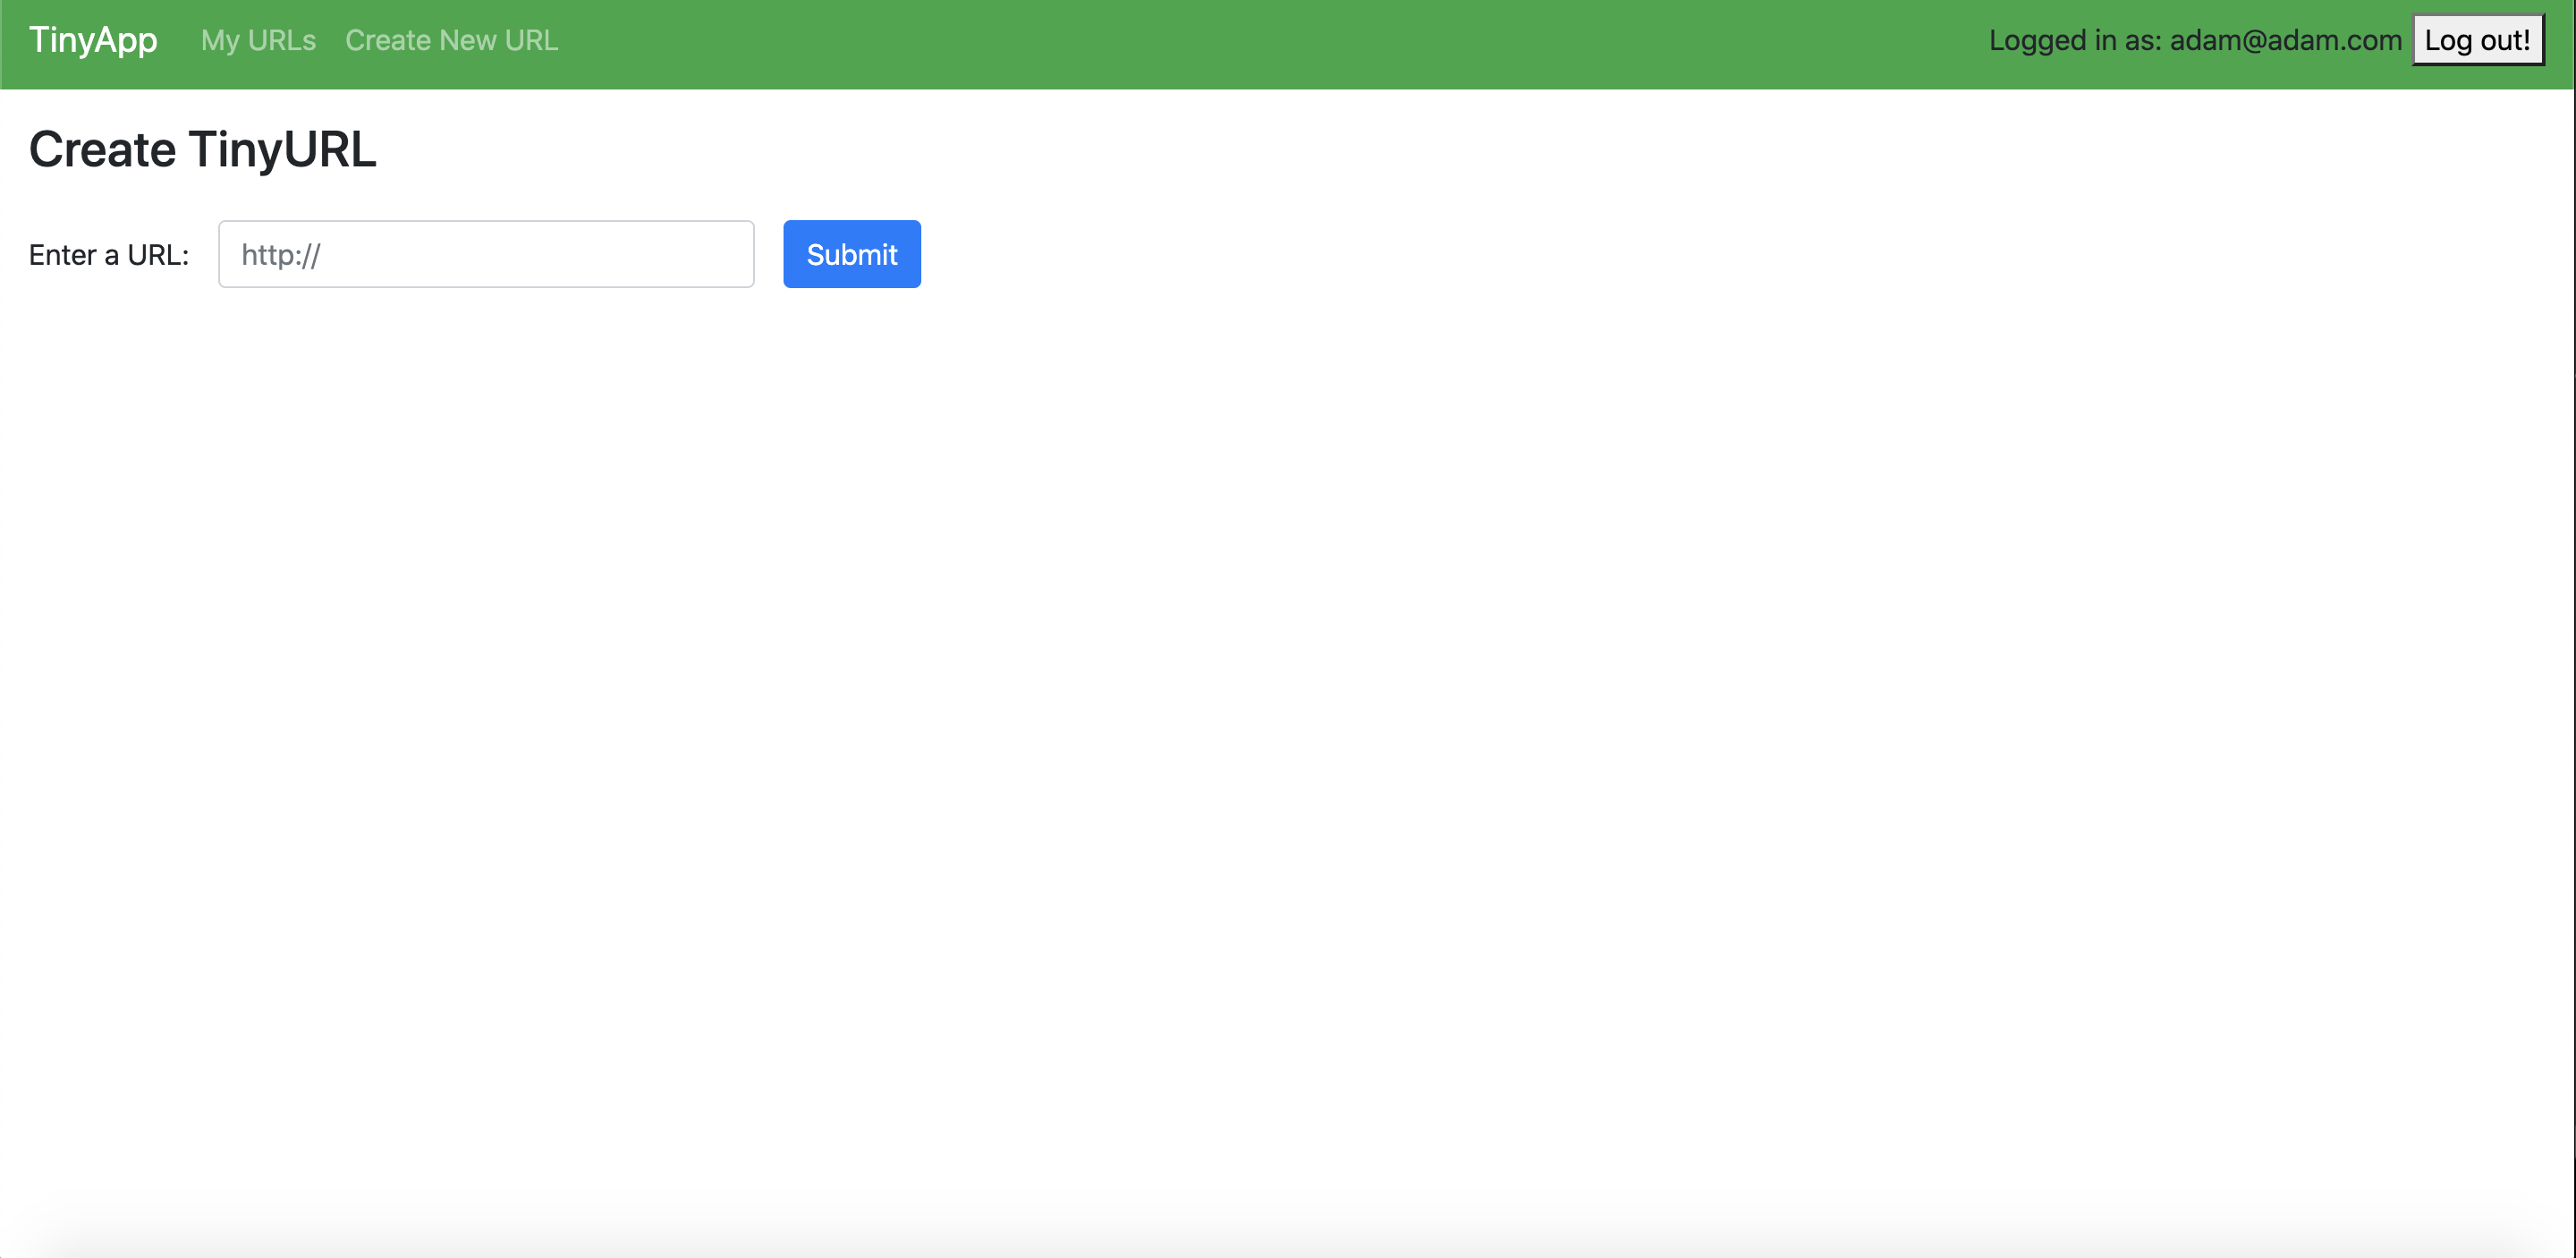 TinyApp My URLs Create New URL Logged in as: adam@adam.com Log out!
Create TinyURL
Enter a URL: http:// Submit